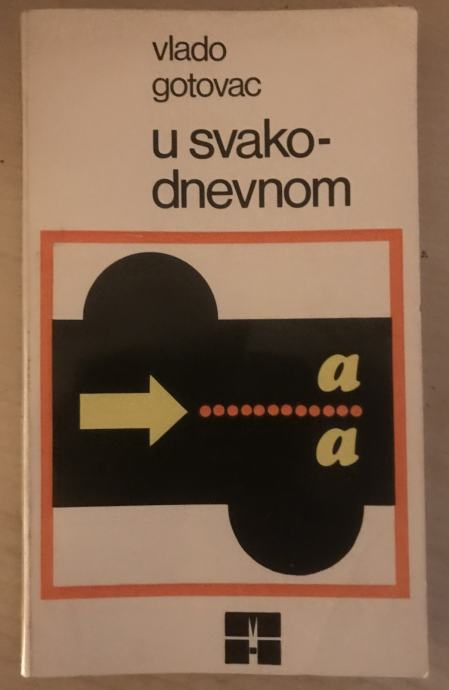 vlado
gotovac
u svako-
dnevnom
a
a